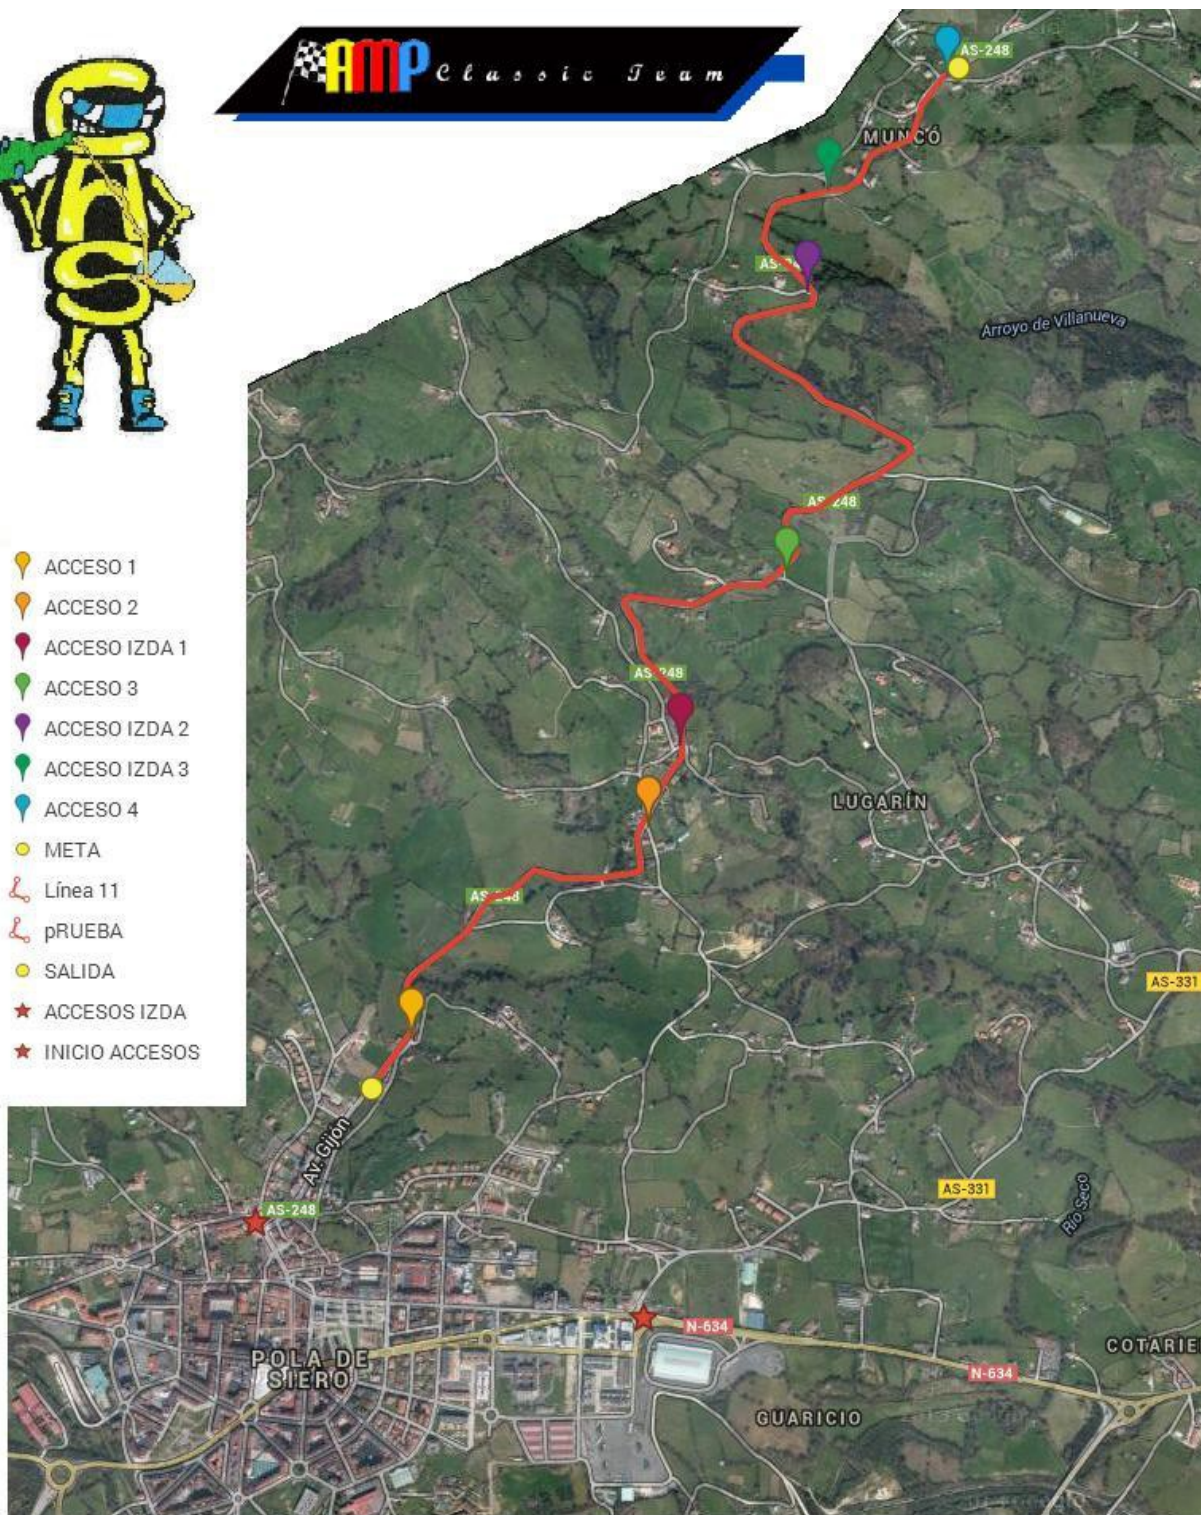 AMP Classic Team
AS-248
MUNCÓ
AS-24
Arroyo de Villanueva
AS-248
ACCESO 1
ACCESO 2
ACCESO IZDA 1
ACCESO 3
ACCESO IZDA 2
ACCESO IZDA 3
ACCESO 4
META
Línea 11
pRUEBA
SALIDA
ACCESOS IZDA
INICIO ACCESOS
AS-248
LUGARÍN
AS-248
AS-331
Av. Gijón
AS-331
Río Seco
AS-248
N-634
POLA DE
SIERO
COTARIE
N-634
GUARICIO